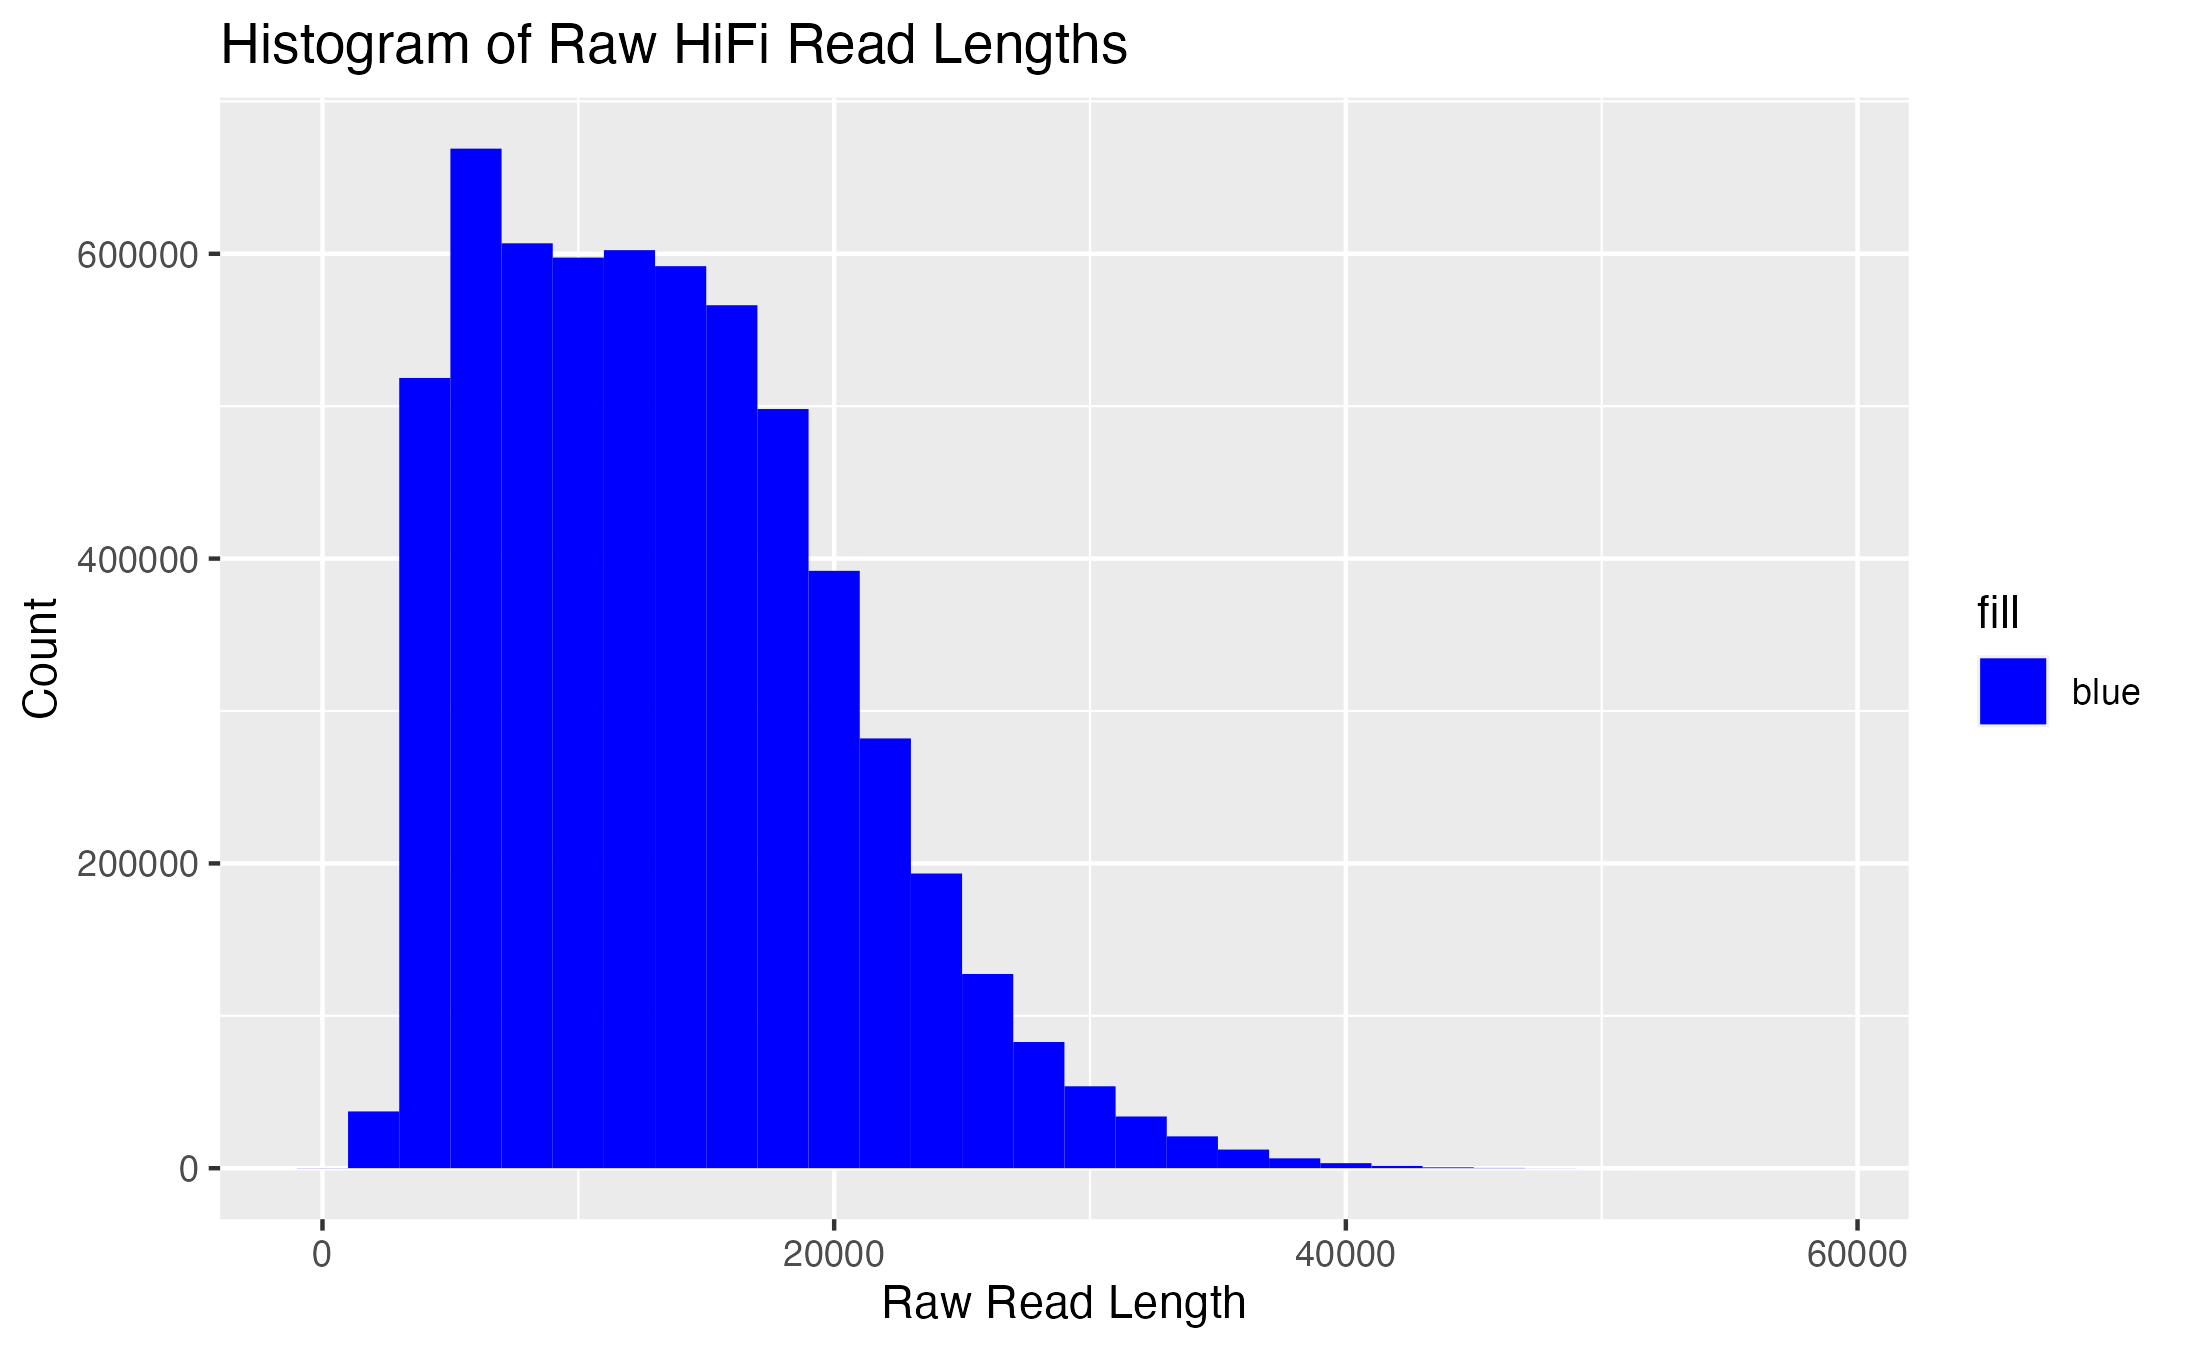 Histogram of Raw HiFi Read Lengths
Count
600000
400000
200000
0
0 20000 40000 60000
Raw Read Length
fill
blue